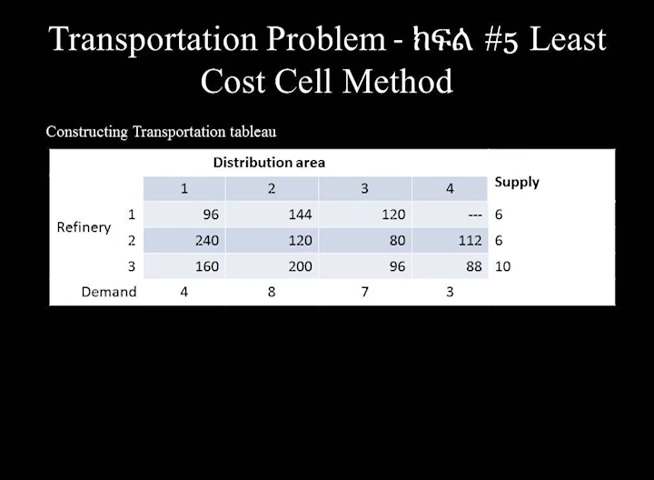 Transportation Problem - ክፍል #5 Least
Cost Cell Method
Constructing Transportation tableau
Distribution area
1 2 3 4 Supply
Refinery
1 96 144 120 --- 6
2 240 120 80 112 6
3 160 200 96 88 10
Demand 4 8 7 3